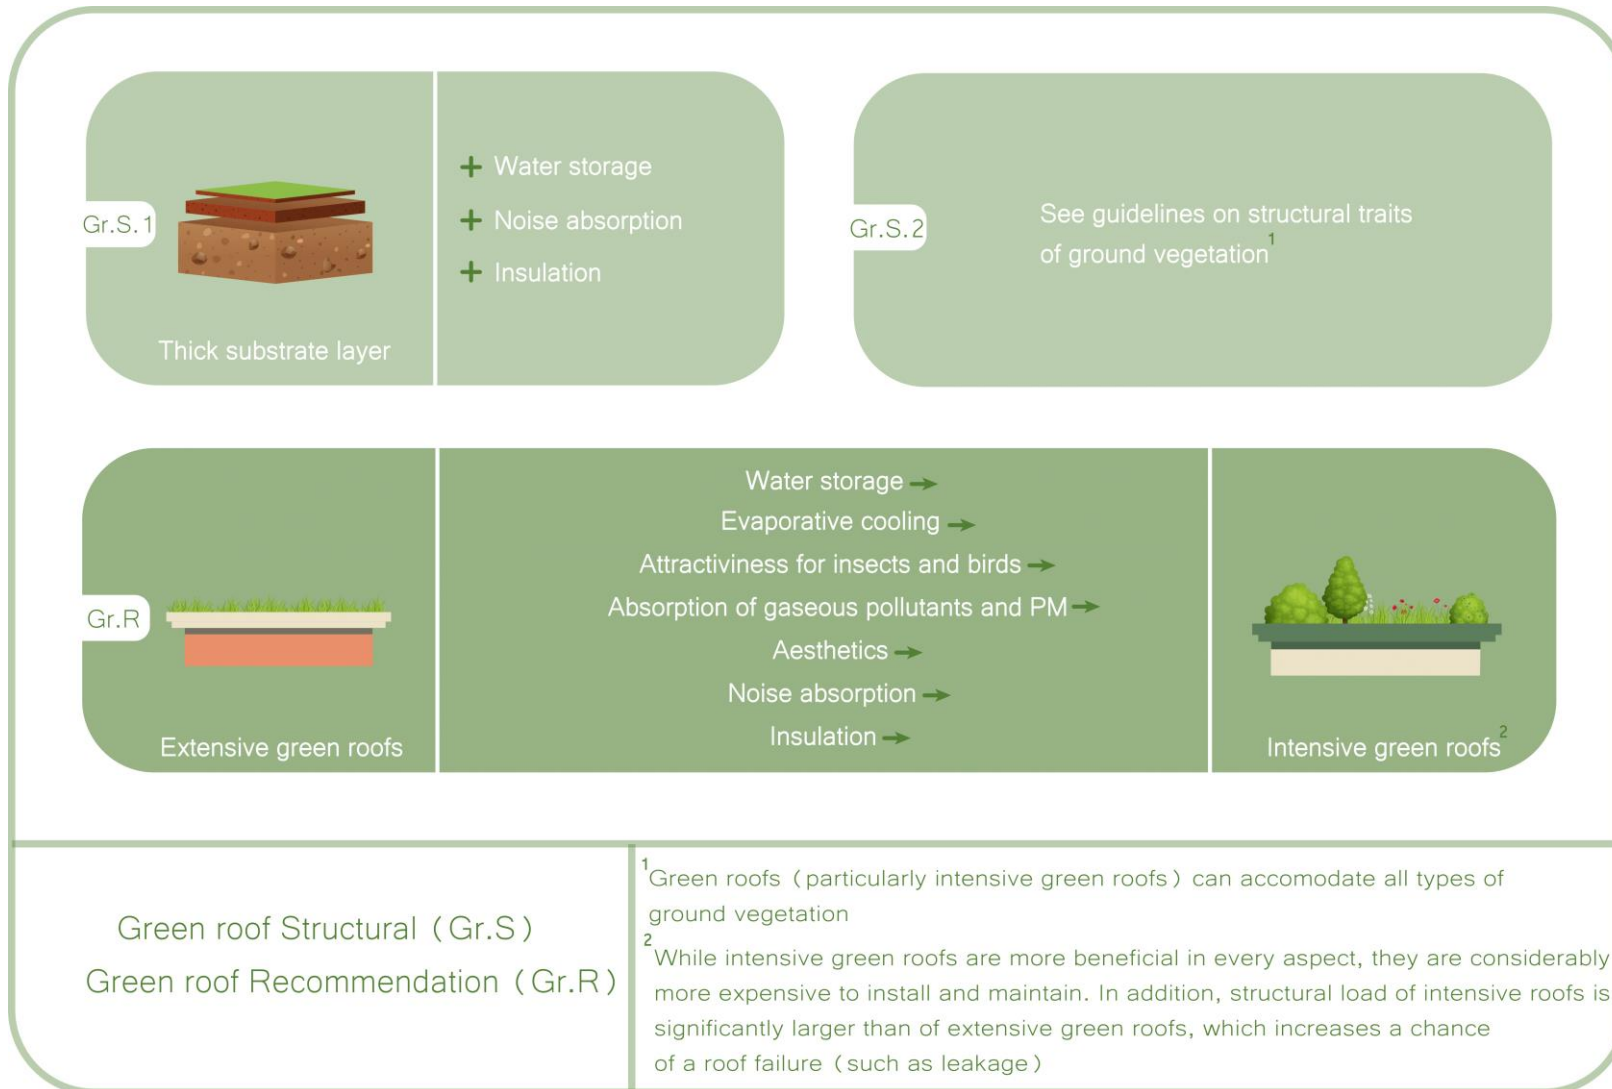 Gr.S.1
Thick substrate layer
+ Water storage
+ Noise absorption
+ Insulation
Gr.S.2
See guidelines on structural traits
of ground vegetation1
Gr.R
Extensive green roofs
Water storage →
Evaporative cooling →
Attractiviness for insects and birds →
Absorption of gaseous pollutants and PM →
Aesthetics →
Noise absorption →
Insulation →
Intensive green roofs2
Green roof Structural (Gr.S)
Green roof Recommendation (Gr.R)
1Green roofs (particularly intensive green roofs) can accomodate all types of
ground vegetation
2While intensive green roofs are more beneficial in every aspect, they are considerably
more expensive to install and maintain. In addition, structural load of intensive roofs is
significantly larger than of extensive green roofs, which increases a chance
of a roof failure (such as leakage)